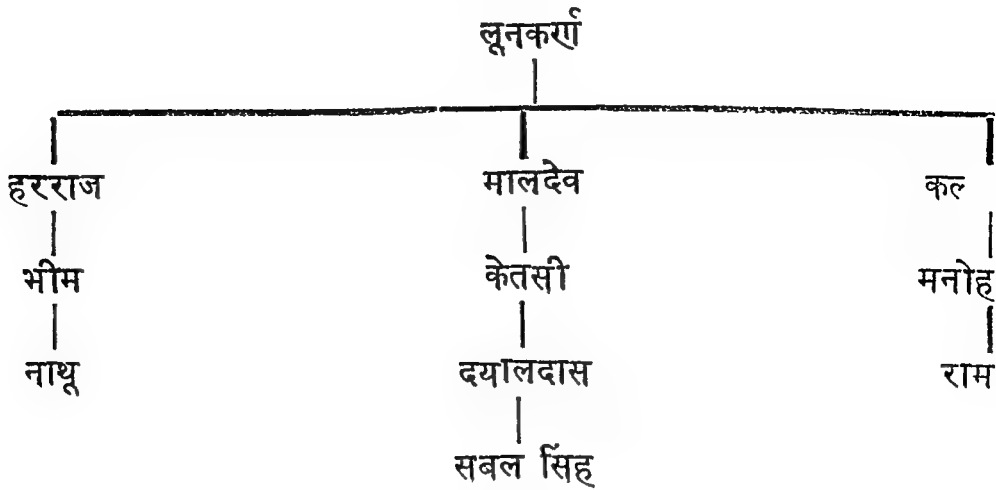 लूनकर्ण
हरराज मालदेव कल
भीम केतसी मनोह
नाथू दयालदास राम
सबल सिंह